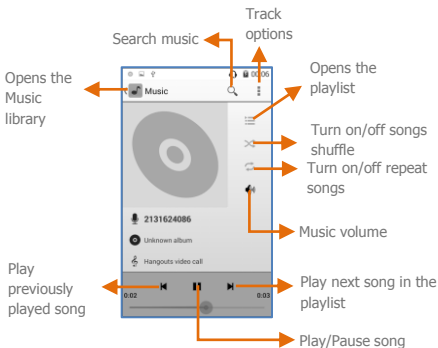 Track
options
Search music
Opens the
Music
library
00:06
Music
Opens the
playlist
Turn on/off songs
shuffle
Turn on/off repeat
songs
Music volume
2131624086
Unknown album
Hangouts video call
Play
previously
played song
0:02
0:03
Play next song in the
playlist
Play/Pause song